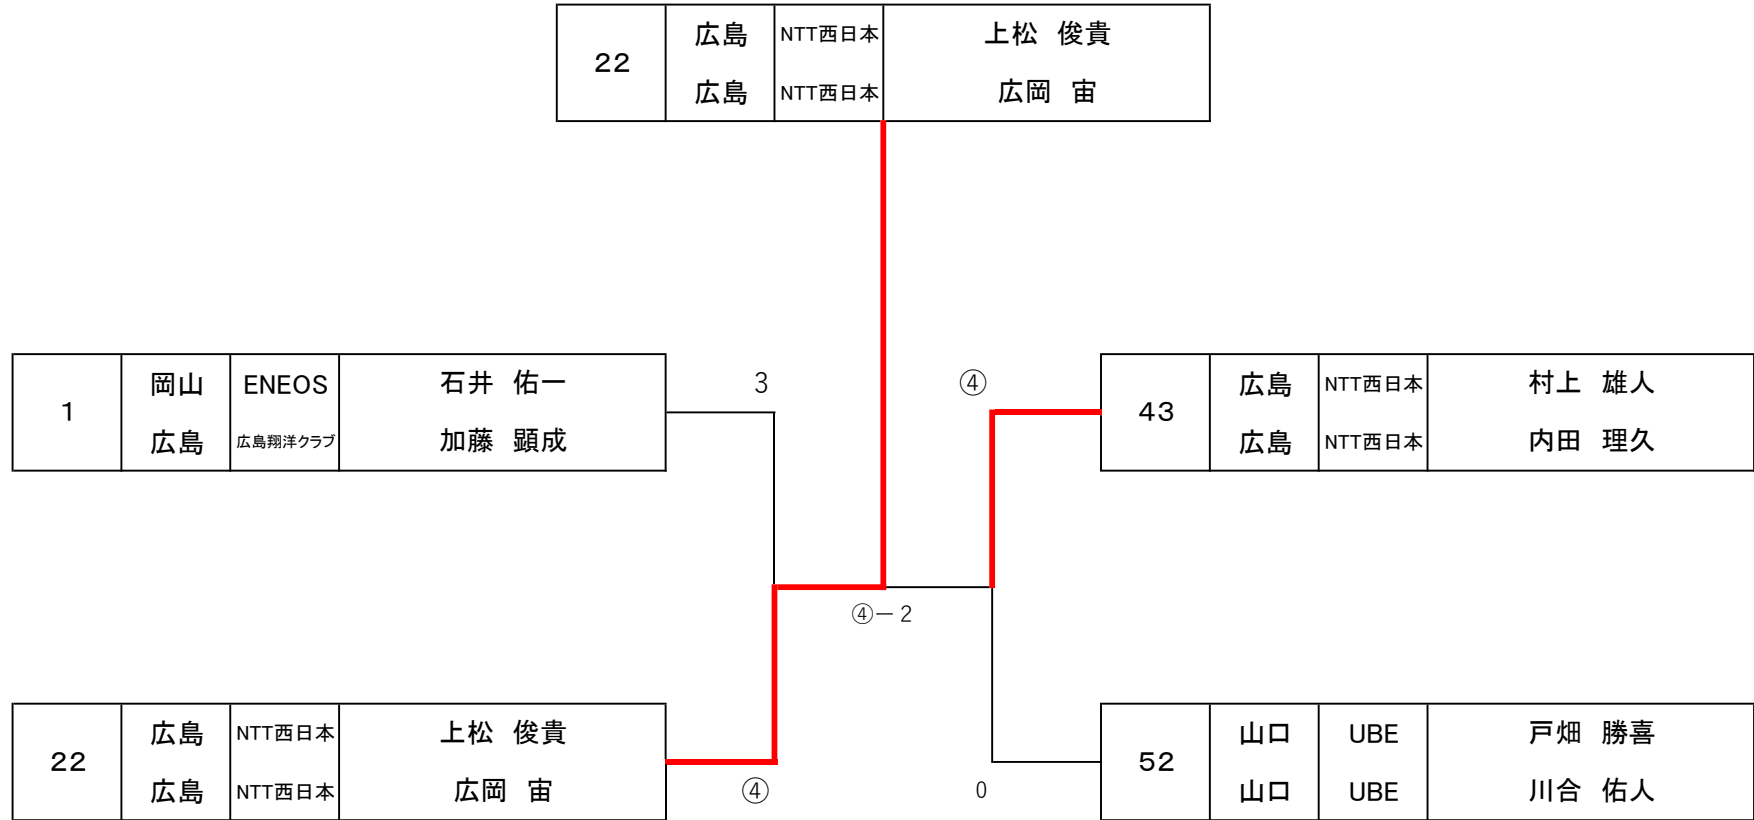 22 広島 NTT西日本 上松 俊貴
広島 NTT西日本 広岡 宙
1 岡山 ENEOS 石井 佑一
広島 広島翔洋クラブ 加藤 顕成
3 ④
43 広島 NTT西日本 村上 雄人
広島 NTT西日本 内田 理久
④－2
22 広島 NTT西日本 上松 俊貴
広島 NTT西日本 広岡 宙
④ 0
52 山口 UBE 戸畑 勝喜
山口 UBE 川合 佑人